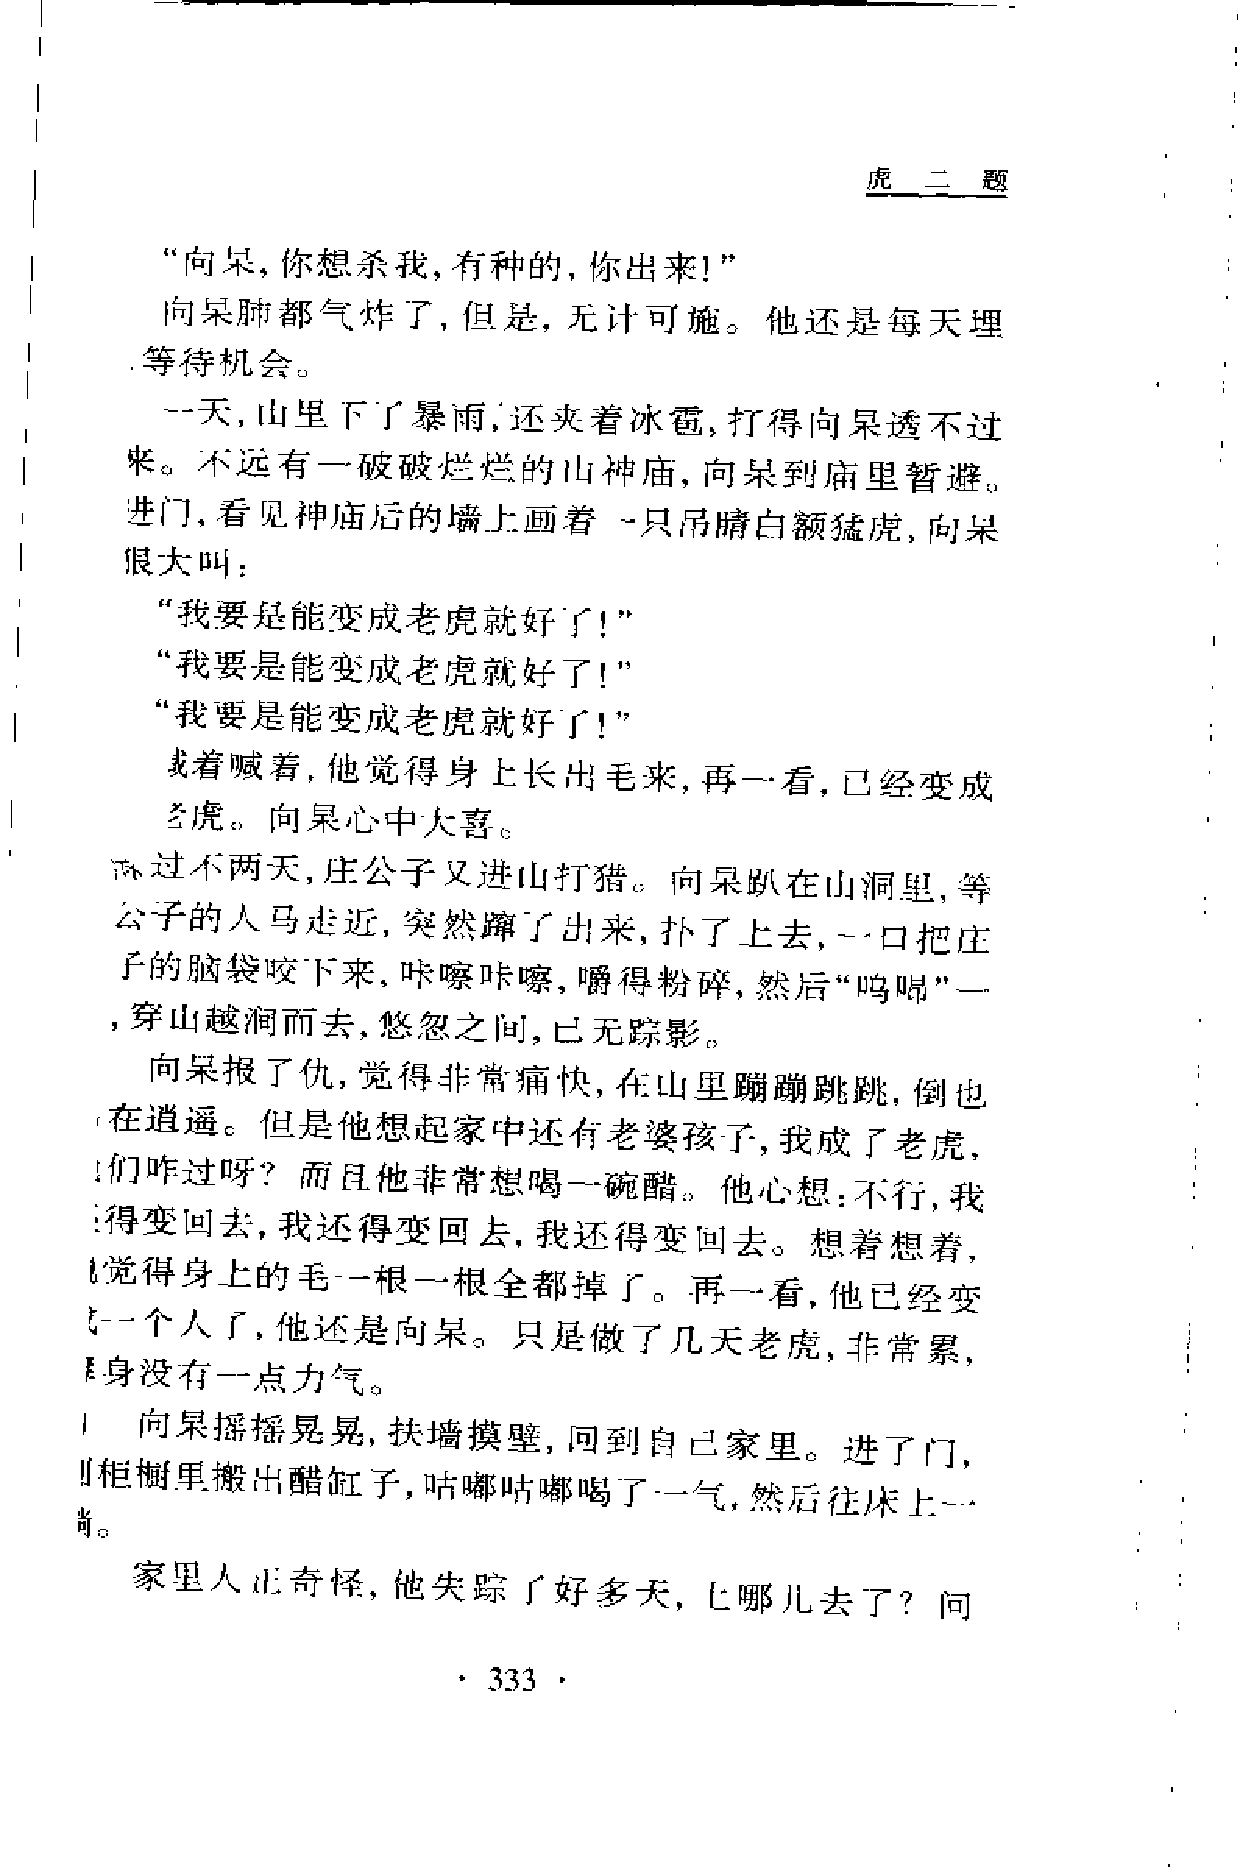 虎二题
“向杲，你想杀我，有种的，你出来！”
向杲肺都气炸了，但是，无计可施。他还是每天埋
等待机会。
一天，山里下了暴雨，还夹着冰雹，打得向杲透不过
来。不远有一破破烂烂的山神庙，向杲到庙里暂避。
进门，看见神庙后的墙上画着一只吊睛白额猛虎，向杲
恨大叫：
“我要是能变成老虎就好了！”
“我要是能变成老虎就好了！”
“我要是能变成老虎就好了！”
喊着喊着，他觉得身上长出毛来，再一看，已经变成
老虎。向杲心中大喜。
过不两天，庄公子又进山打猎。向杲趴在山洞里，等
公子的人马走近，突然蹿了出来，扑了上去，一口把庄
子的脑袋咬下来，咔嚓咔嚓，嚼得粉碎，然后“呜喝”一
，穿山越涧而去，悠忽之间，已无踪影。
向杲报了仇，觉得非常痛快，在山里蹦蹦跳跳，倒也
在逍遥。但是他想起家中还有老婆孩子，我成了老虎，
们咋过呀？而且他非常想喝一碗醋。他心想：不行，我
得变回去，我还得变回去，我还得变回去。想着想着，
觉得身上的毛一根一根全都掉了。再一看，他已经变
成一个人了，他还是向杲。只是做了几天老虎，非常累，
浑身没有一点力气。
向杲摇摇晃晃，扶墙摸壁，回到自己家里。进了门，
到柜橱里搬出醋缸子，咕嘟咕嘟喝了一气，然后往床上一
躺。
家里人正奇怪，他失踪了好多天，上哪儿去了？问
· 333 ·